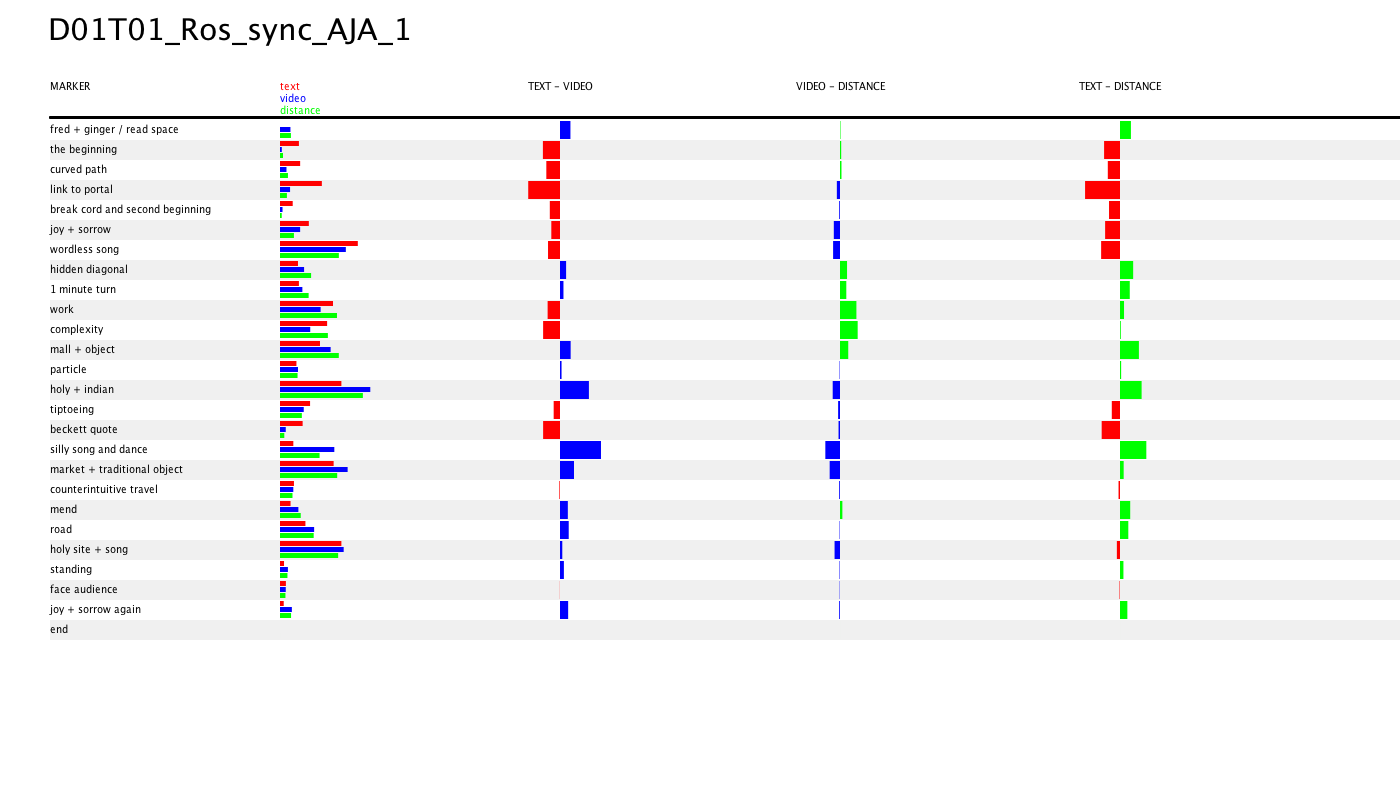 D01T01_Ros_sync_AJA_1
MARKER text TEXT – VIDEO VIDEO – DISTANCE TEXT – DISTANCE
video
distance
fred + ginger / read space
the beginning
curved path
link to portal
break cord and second beginning
joy + sorrow
wordless song
hidden diagonal
1 minute turn
work
complexity
mall + object
particle
holy + indian
tiptoeing
beckett quote
silly song and dance
market + traditional object
counterintuitive travel
mend
road
holy site + song
standing
face audience
joy + sorrow again
end